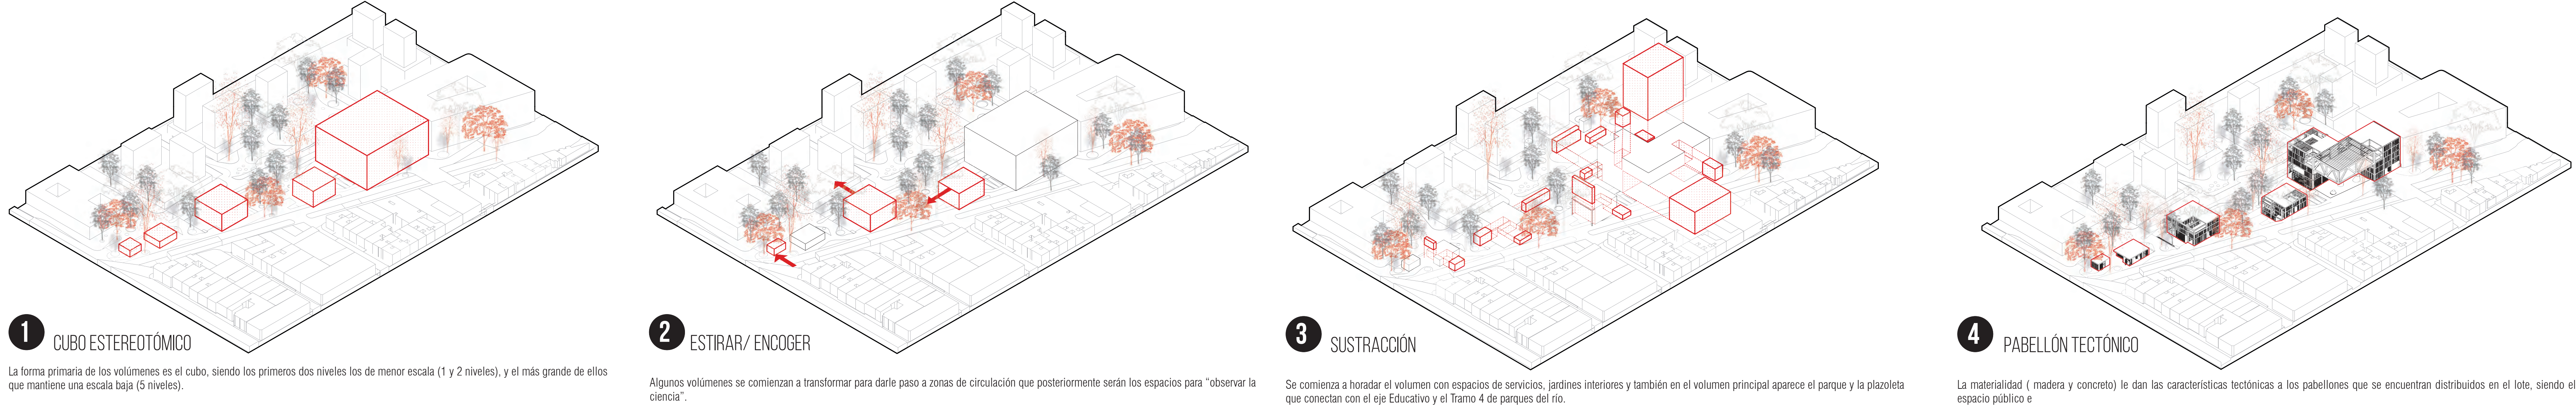 1
CUBO ESTEREOTÓMICO
La forma primaria de los volúmenes es el cubo, siendo los primeros dos niveles los de menor escala (1 y 2 niveles), y el más grande de ellos
que mantiene una escala baja (5 niveles).
2
ESTIRAR/ ENCOGER
Algunos volúmenes se comienzan a transformar para darle paso a zonas de circulación que posteriormente serán los espacios para “observar la
ciencia”.
3
SUSTRACCIÓN
Se comienza a horadar el volumen con espacios de servicios, jardines interiores y también en el volumen principal aparece el parque y la plazoleta
que conectan con el eje Educativo y el Tramo 4 de parques del río.
4
PABELLÓN TECTÓNICO
La materialidad ( madera y concreto) le dan las características tectónicas a los pabellones que se encuentran distribuidos en el lote, siendo el
espacio público e